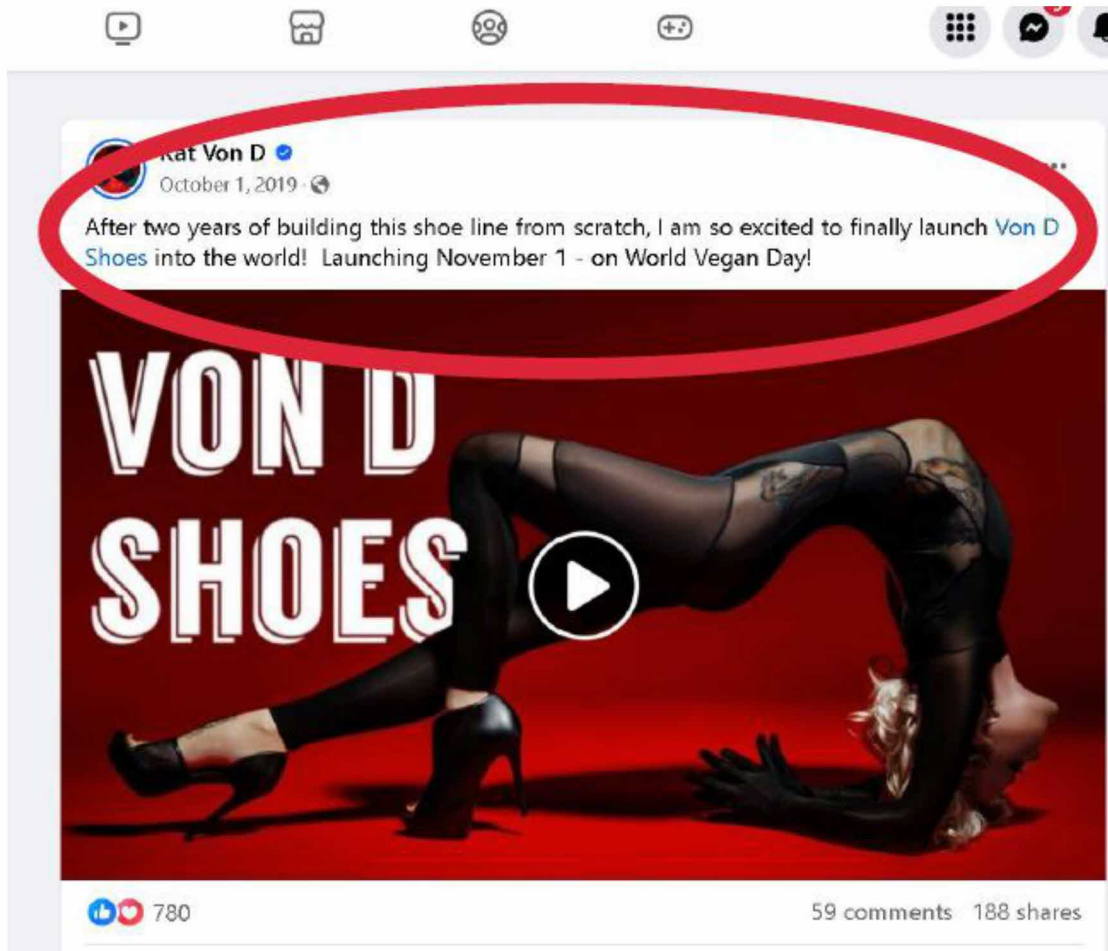 Kat Von D
October 1, 2019 ·
After two years of building this shoe line from scratch, I am so excited to finally launch Von D
Shoes into the world!  Launching November 1 - on World Vegan Day!
VON D
SHOES
780
59 comments 188 shares